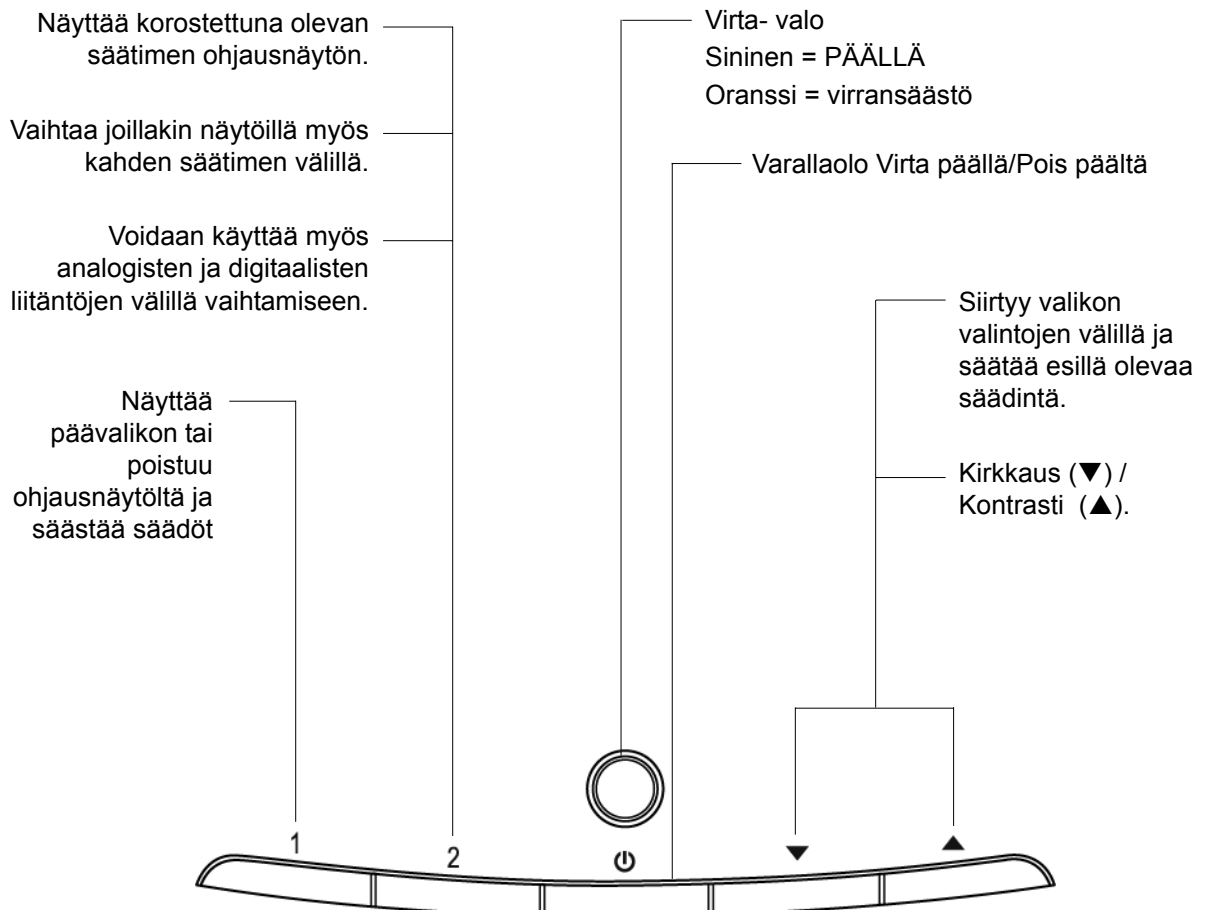 Näyttää korostettuna olevan
säätimen ohjausnäytön.
Vaihtaa joillakin näytöillä myös
kahden säätimen välillä.
Voidaan käyttää myös
analogisten ja digitaalisten
liitäntöjen välillä vaihtamiseen.
Näyttää
päävalikon tai
poistuu
ohjausnäytöltä ja
säästää säädöt
Virta- valo
Sininen = PÄÄLLÄ
Oranssi = virransäästö
Varallaolo Virta päällä/Pois päältä
Siirtyy valikon
valintojen välillä ja
säätää esillä olevaa
säädintä.
Kirkkaus (▼) /
Kontrasti (▲).
1
2
▼
▲